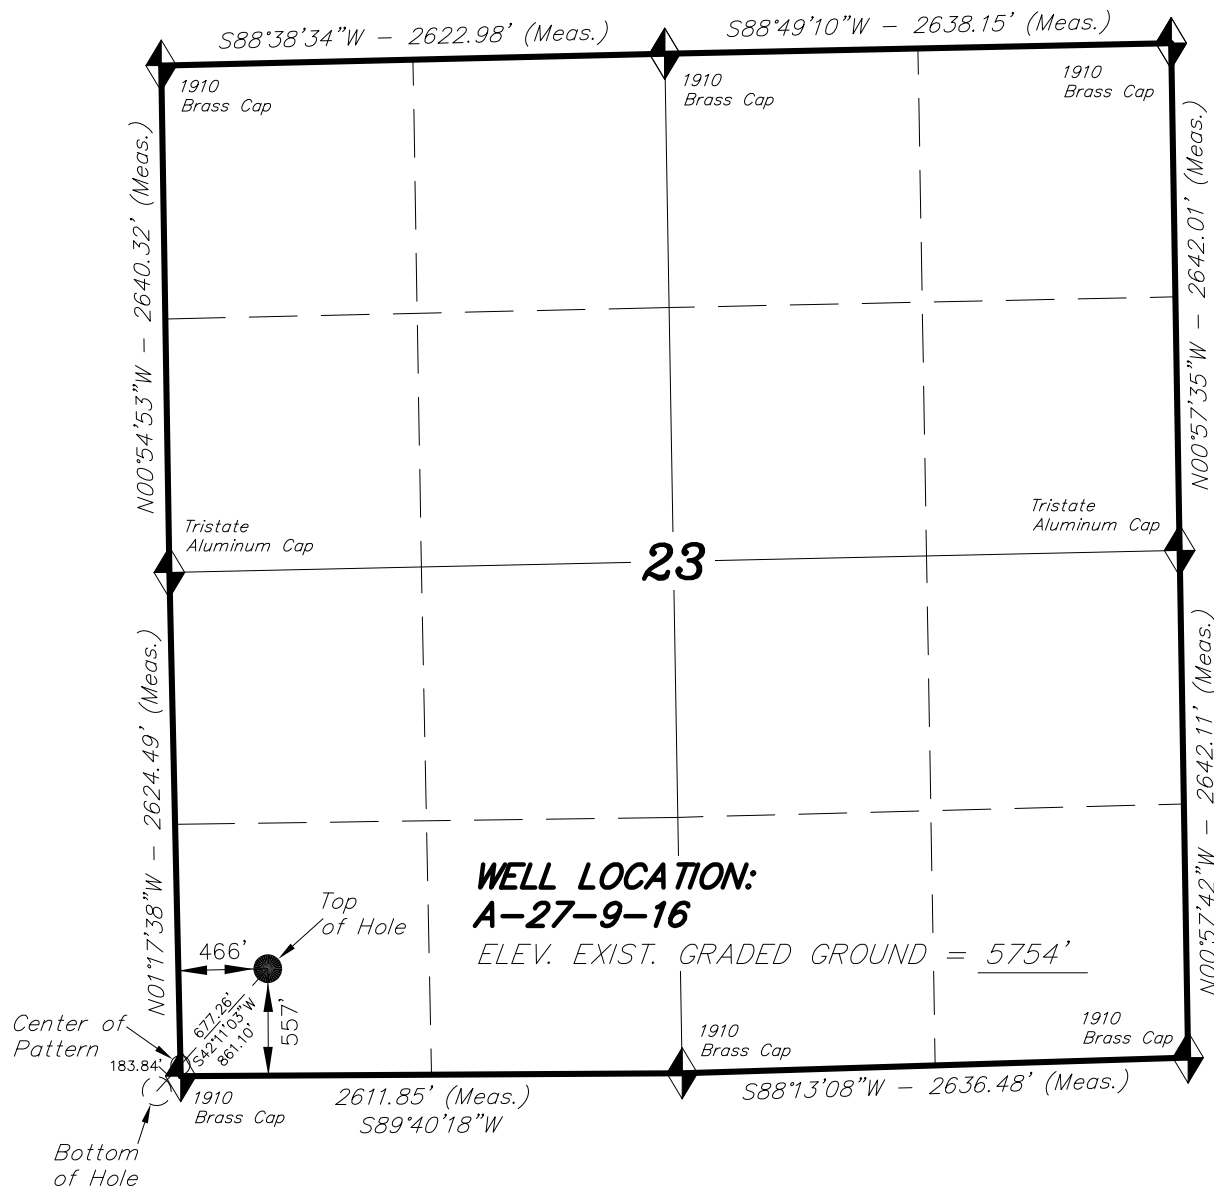 S88°38'34"W - 2622.98' (Meas.)
S88°49'10"W - 2638.15' (Meas.)
1910
Brass Cap
1910
Brass Cap
1910
Brass Cap
N00°54'53"W - 2640.32' (Meas.)
N00°57'35"W - 2642.01' (Meas.)
Tristate
Aluminum Cap
Tristate
Aluminum Cap
23
N01°17'38"W - 2624.49' (Meas.)
N00°57'42"W - 2642.11' (Meas.)
WELL LOCATION:
A-27-9-16
ELEV. EXIST. GRADED GROUND = 5754'
Top
of Hole
466'
557'
677.26'
S42°11'03"W
861.10'
Center of
Pattern
183.84'
1910
Brass Cap
1910
Brass Cap
1910
Brass Cap
2611.85' (Meas.)
S89°40'18"W
S88°13'08"W - 2636.48' (Meas.)
Bottom
of Hole